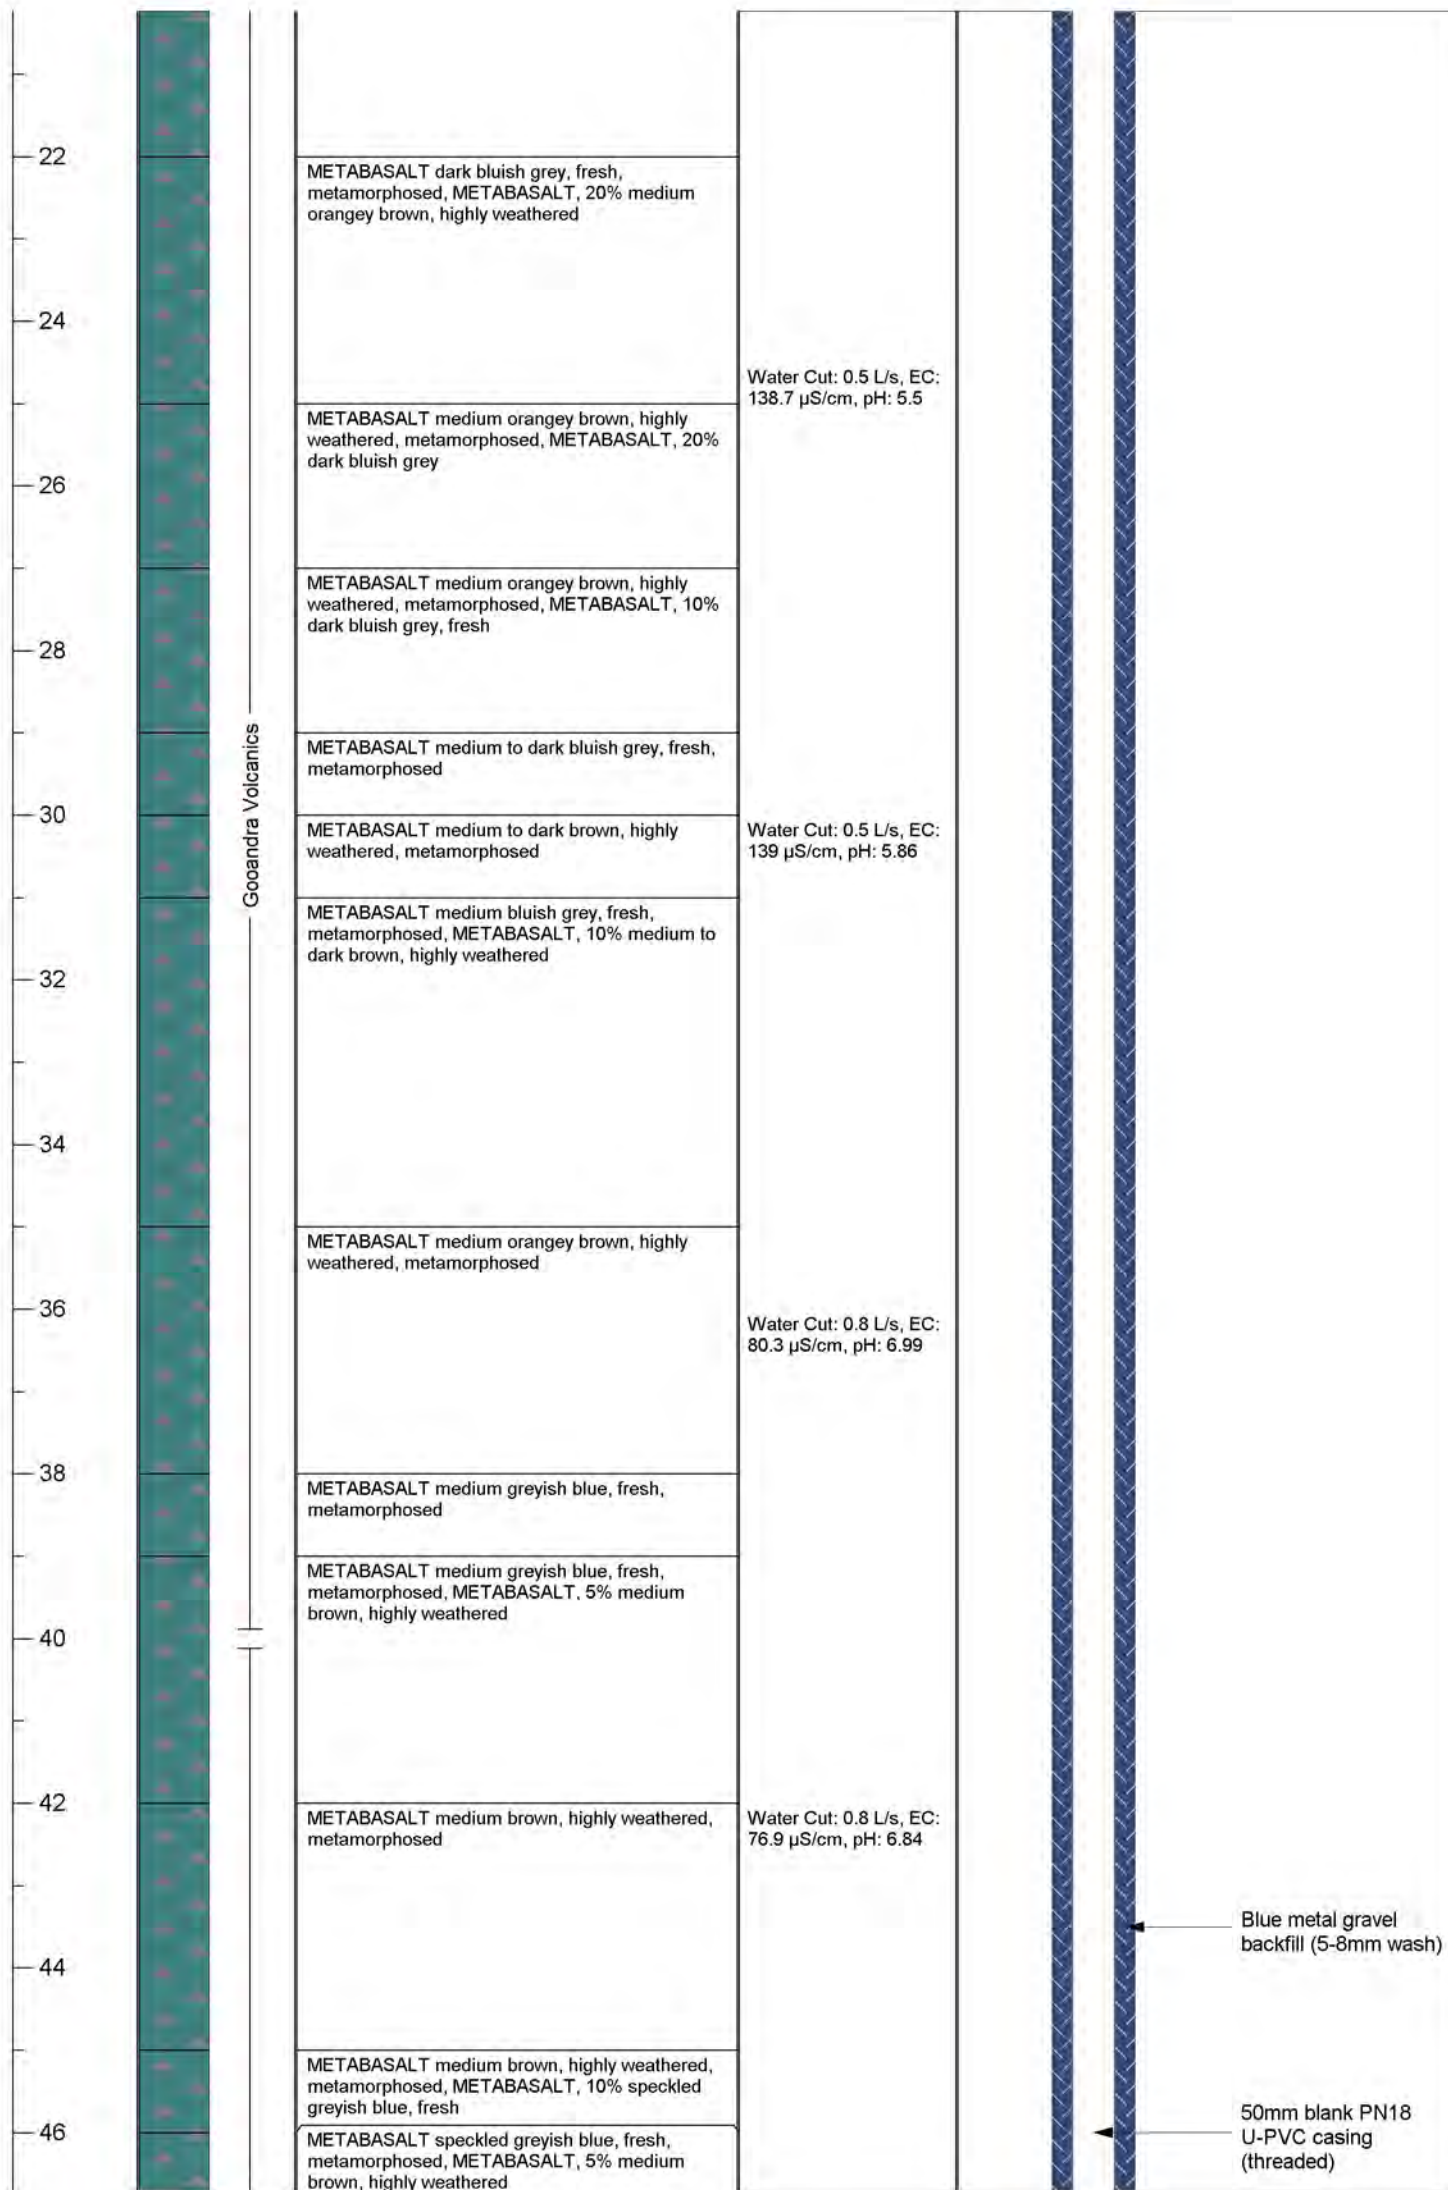 22
METABASALT dark bluish grey, fresh,
metamorphosed, METABASALT, 20% medium
orangey brown, highly weathered
24
Water Cut: 0.5 L/s, EC:
138.7 µS/cm, pH: 5.5
METABASALT medium orangey brown, highly
weathered, metamorphosed, METABASALT, 20%
dark bluish grey
26
METABASALT medium orangey brown, highly
weathered, metamorphosed, METABASALT, 10%
dark bluish grey, fresh
28
Gooandra Volcanics
METABASALT medium to dark bluish grey, fresh,
metamorphosed
30
METABASALT medium to dark brown, highly
weathered, metamorphosed
Water Cut: 0.5 L/s, EC:
139 µS/cm, pH: 5.86
METABASALT medium bluish grey, fresh,
metamorphosed, METABASALT, 10% medium to
dark brown, highly weathered
32
34
METABASALT medium orangey brown, highly
weathered, metamorphosed
36
Water Cut: 0.8 L/s, EC:
80.3 µS/cm, pH: 6.99
38
METABASALT medium greyish blue, fresh,
metamorphosed
METABASALT medium greyish blue, fresh,
metamorphosed, METABASALT, 5% medium
brown, highly weathered
40
42
METABASALT medium brown, highly weathered,
metamorphosed
Water Cut: 0.8 L/s, EC:
76.9 µS/cm, pH: 6.84
Blue metal gravel
backfill (5-8mm wash)
44
METABASALT medium brown, highly weathered,
metamorphosed, METABASALT, 10% speckled
greyish blue, fresh
46
METABASALT speckled greyish blue, fresh,
metamorphosed, METABASALT, 5% medium
brown, highly weathered
50mm blank PN18
U-PVC casing
(threaded)